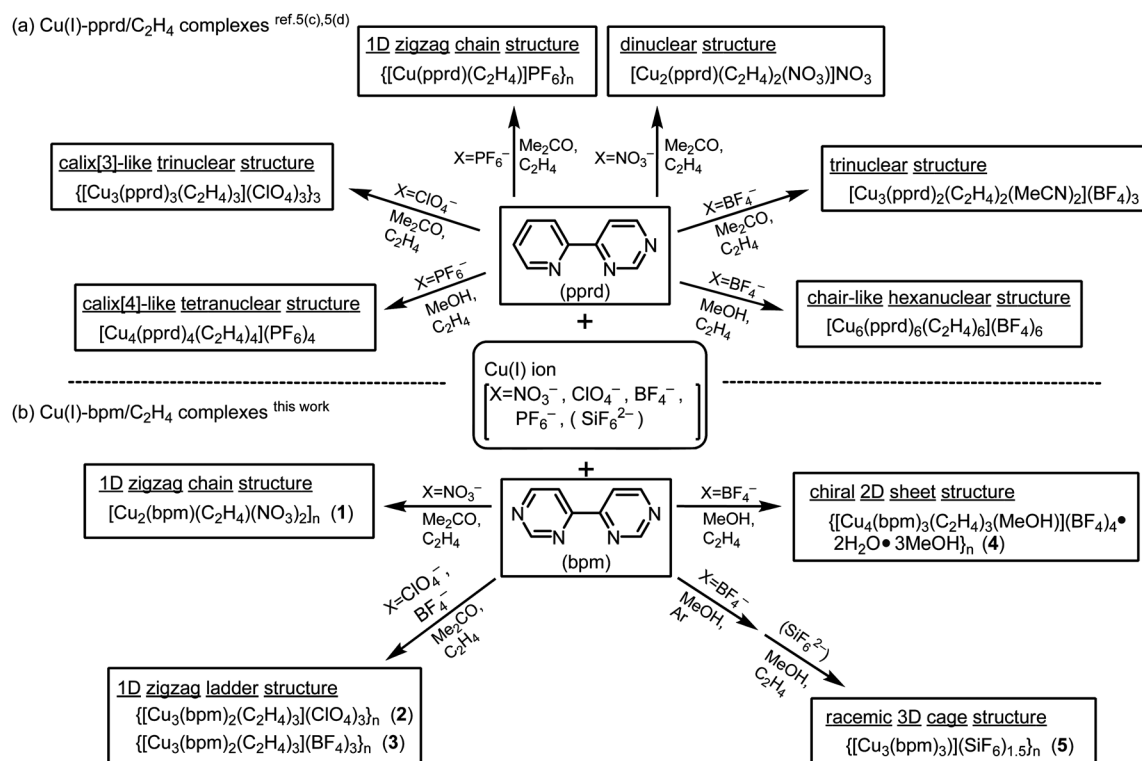 (a) Cu(I)-pprd/C₂H₄ complexes ref.5(c),5(d)
1D zigzag chain structure
{[Cu(pprd)(C₂H₄)]PF₆}n
dinuclear structure
[Cu₂(pprd)(C₂H₄)₂(NO₃)]NO₃
X=PF₆⁻
Me₂CO,
C₂H₄
X=NO₃⁻
Me₂CO,
C₂H₄
calix[3]-like trinuclear structure
{[Cu₃(pprd)₃(C₂H₄)₃](ClO₄)₃}₃
X=ClO₄⁻
Me₂CO,
C₂H₄
trinuclear structure
[Cu₃(pprd)₂(C₂H₄)₂(MeCN)₂](BF₄)₃
X=BF₄⁻
Me₂CO,
C₂H₄
N
N
N
(pprd)
calix[4]-like tetranuclear structure
[Cu₄(pprd)₄(C₂H₄)₄](PF₆)₄
X=PF₆⁻
MeOH,
C₂H₄
chair-like hexanuclear structure
[Cu₆(pprd)₆(C₂H₄)₆](BF₄)₆
X=BF₄⁻
MeOH,
C₂H₄
+
Cu(I) ion
[X=NO₃⁻, ClO₄⁻, BF₄⁻,
PF₆⁻, (SiF₆²⁻)]
+
(b) Cu(I)-bpm/C₂H₄ complexes this work
1D zigzag chain structure
[Cu₂(bpm)(C₂H₄)(NO₃)₂]n (1)
X=NO₃⁻
Me₂CO,
C₂H₄
N
N
N
N
(bpm)
X=BF₄⁻
MeOH,
C₂H₄
chiral 2D sheet structure
{[Cu₄(bpm)₃(C₂H₄)₃(MeOH)](BF₄)₄•
2H₂O•3MeOH}n (4)
X=ClO₄⁻,
BF₄⁻
Me₂CO,
C₂H₄
X=BF₄⁻
MeOH,
Ar
(SiF₆²⁻)
MeOH,
C₂H₄
1D zigzag ladder structure
{[Cu₃(bpm)₂(C₂H₄)₃](ClO₄)₃}n (2)
{[Cu₃(bpm)₂(C₂H₄)₃](BF₄)₃}n (3)
racemic 3D cage structure
{[Cu₃(bpm)₃)](SiF₆)₁.₅}n (5)